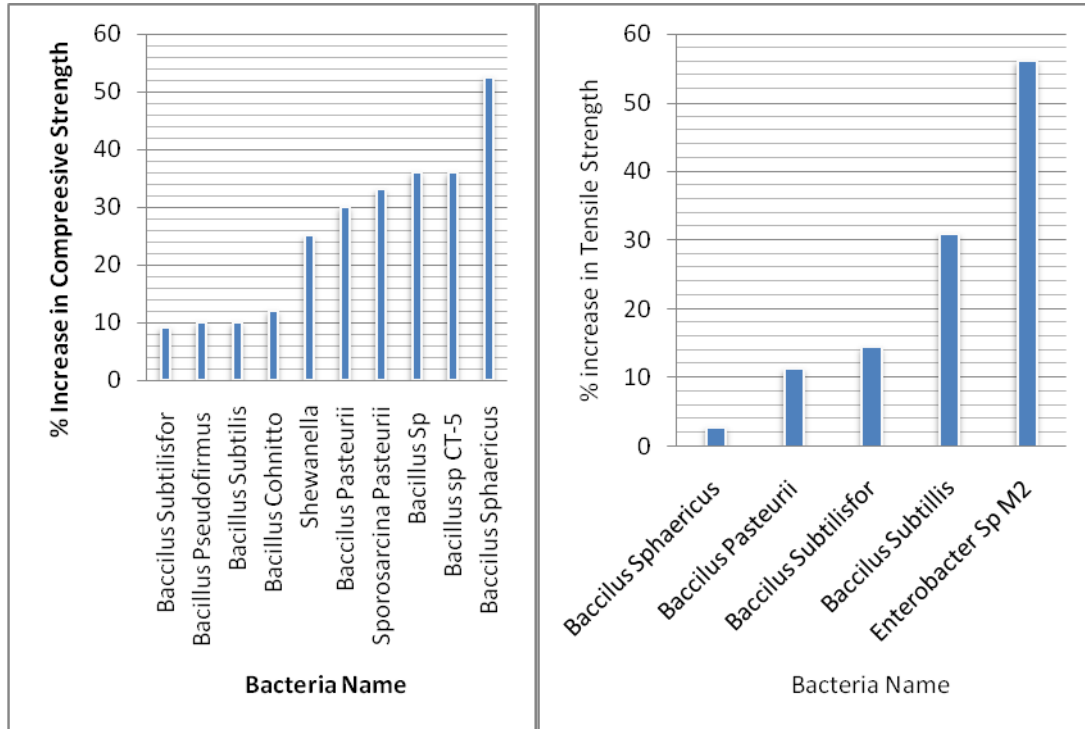 % Increase in Compreesive Strength
60
50
40
30
20
10
0
Baccilus Subtilisfor
Bacillus Pseudofirmus
Bacillus Subtilis
Bacillus Cohnitto
Shewanella
Baccilus Pasteurii
Sporosarcina Pasteurii
Bacillus Sp
Bacillus sp CT-5
Baccilus Sphaericus
Bacteria Name
% increase in Tensile Strength
60
50
40
30
20
10
0
Baccilus Sphaericus
Baccilus Pasteurii
Baccilus Subtilisfor
Baccilus Subtillis
Enterobacter Sp M2
Bacteria Name